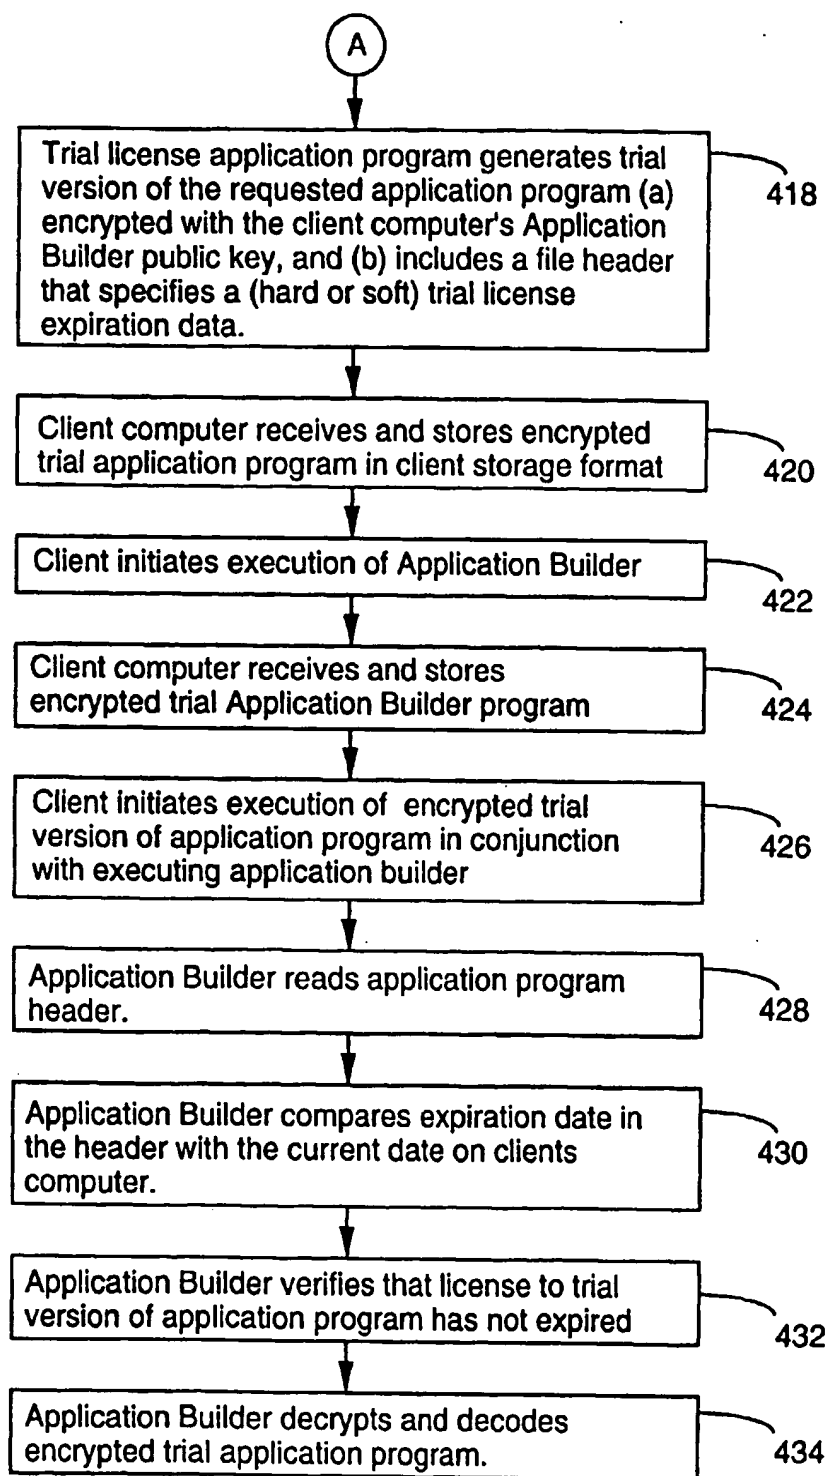 A
Trial license application program generates trial
version of the requested application program (a)
encrypted with the client computer's Application
Builder public key, and (b) includes a file header
that specifies a (hard or soft) trial license
expiration data.
418
Client computer receives and stores encrypted
trial application program in client storage format
420
Client initiates execution of Application Builder
422
Client computer receives and stores
encrypted trial Application Builder program
424
Client initiates execution of encrypted trial
version of application program in conjunction
with executing application builder
426
Application Builder reads application program
header.
428
Application Builder compares expiration date in
the header with the current date on clients
computer.
430
Application Builder verifies that license to trial
version of application program has not expired
432
Application Builder decrypts and decodes
encrypted trial application program.
434